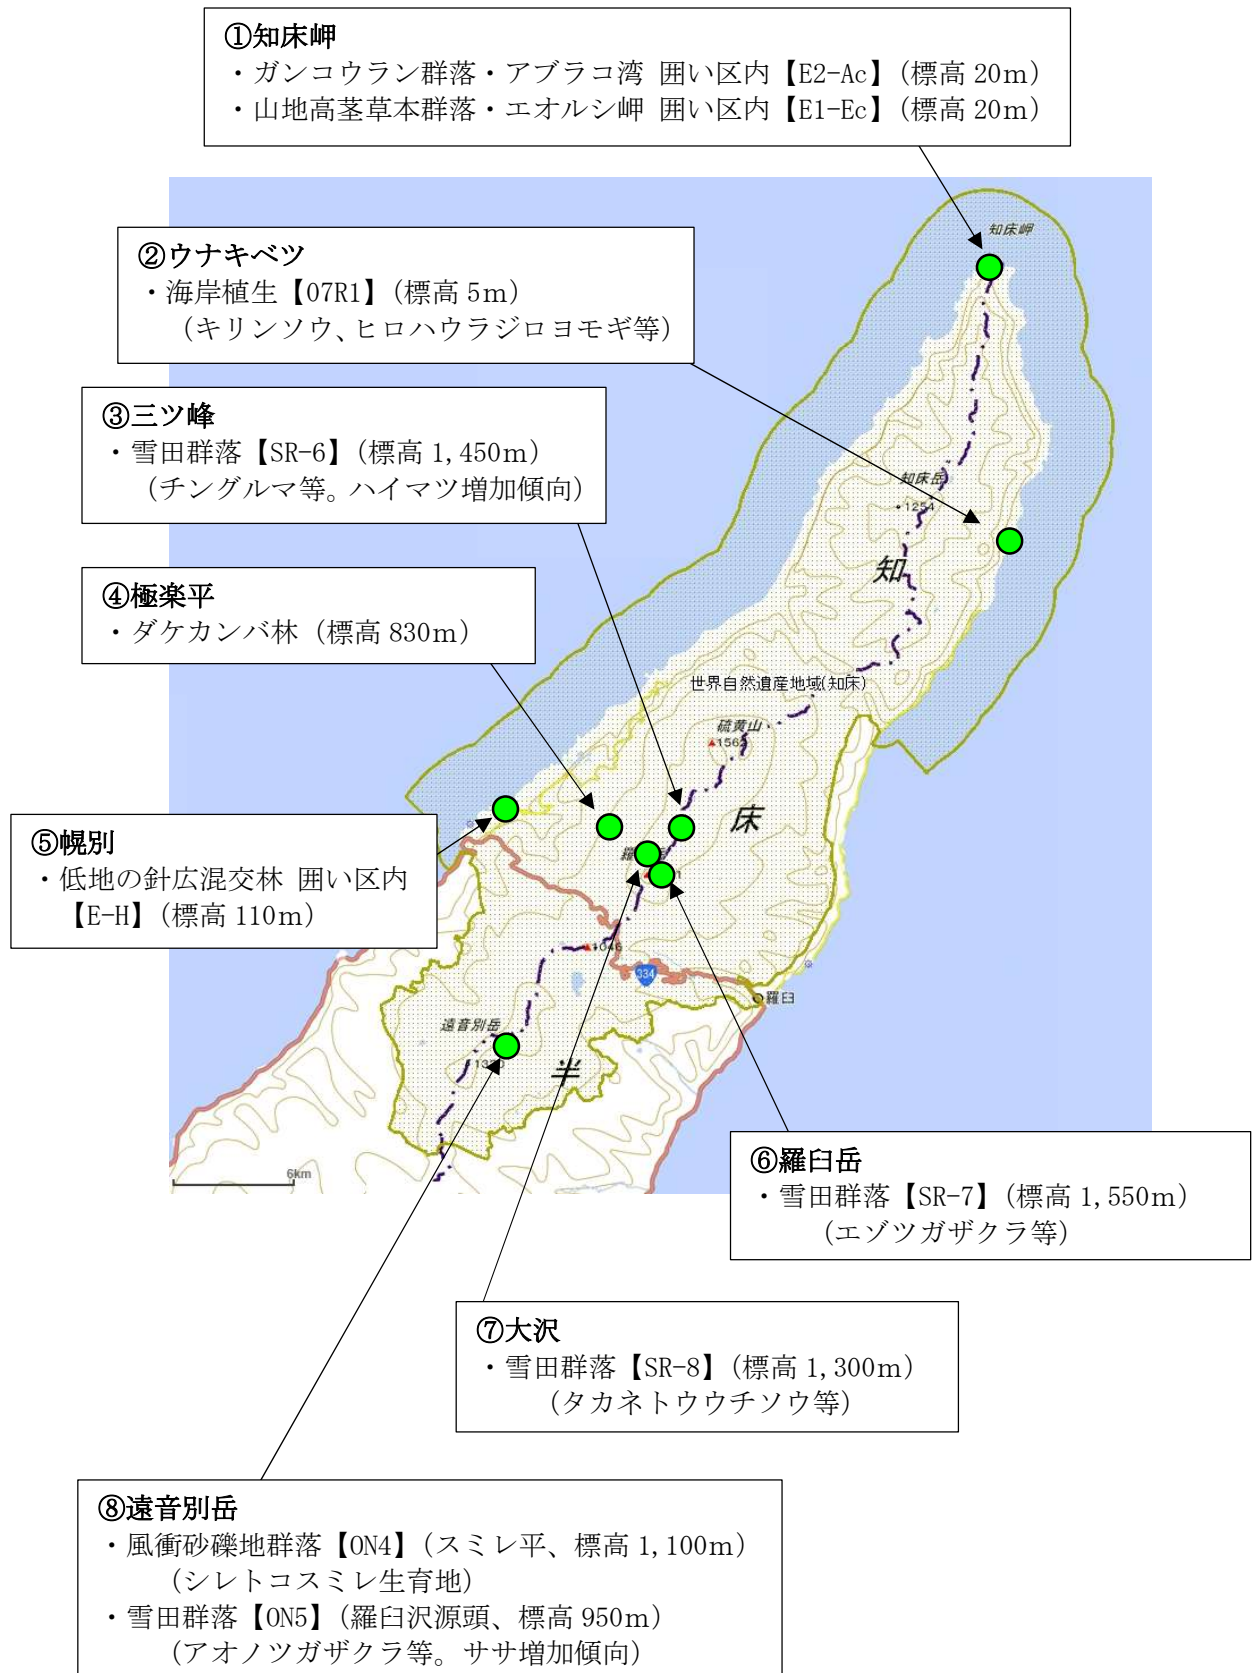 ①知床岬
・ガンコウラン群落・アブラコ湾 囲い区内【E2-Ac】(標高 20m)
・山地高茎草本群落・エオルシ岬 囲い区内【E1-Ec】(標高 20m)
知床岬
②ウナキベツ
・海岸植生【07R1】(標高 5m)
(キリンソウ、ヒロハウラジロヨモギ等)
③三ツ峰
・雪田群落【SR-6】(標高 1,450m)
(チングルマ等。ハイマツ増加傾向)
知床岳
・1254
知
④極楽平
・ダケカンバ林 (標高 830m)
世界自然遺産地域(知床)
硫黄山
床
⑤幌別
・低地の針広混交林 囲い区内
【E-H】(標高 110m)
334
羅臼
遠音別岳
半
6km
⑥羅臼岳
・雪田群落【SR-7】(標高 1,550m)
(エゾツガザクラ等)
⑦大沢
・雪田群落【SR-8】(標高 1,300m)
(タカネトウウチソウ等)
⑧遠音別岳
・風衝砂礫地群落【ON4】(スミレ平、標高 1,100m)
(シレトコスミレ生育地)
・雪田群落【ON5】(羅臼沢源頭、標高 950m)
(アオノツガザクラ等。ササ増加傾向)